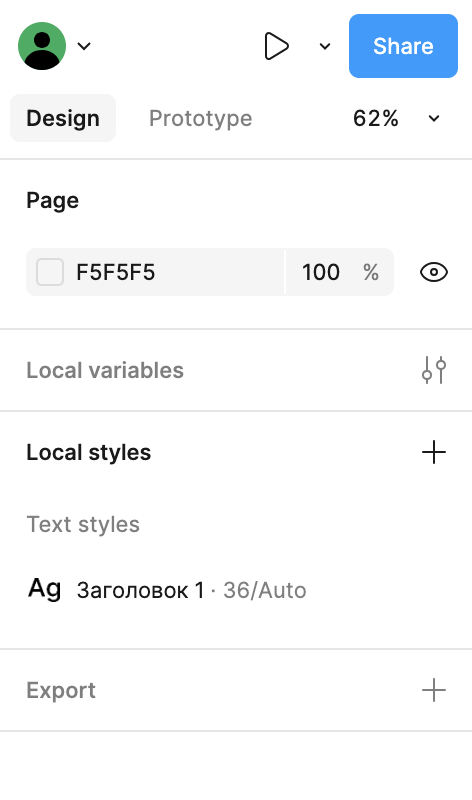 Share
Design Prototype 62%
Page
F5F5F5 100 %
Local variables
Local styles
Text styles
Ag Заголовок 1 · 36/Auto
Export